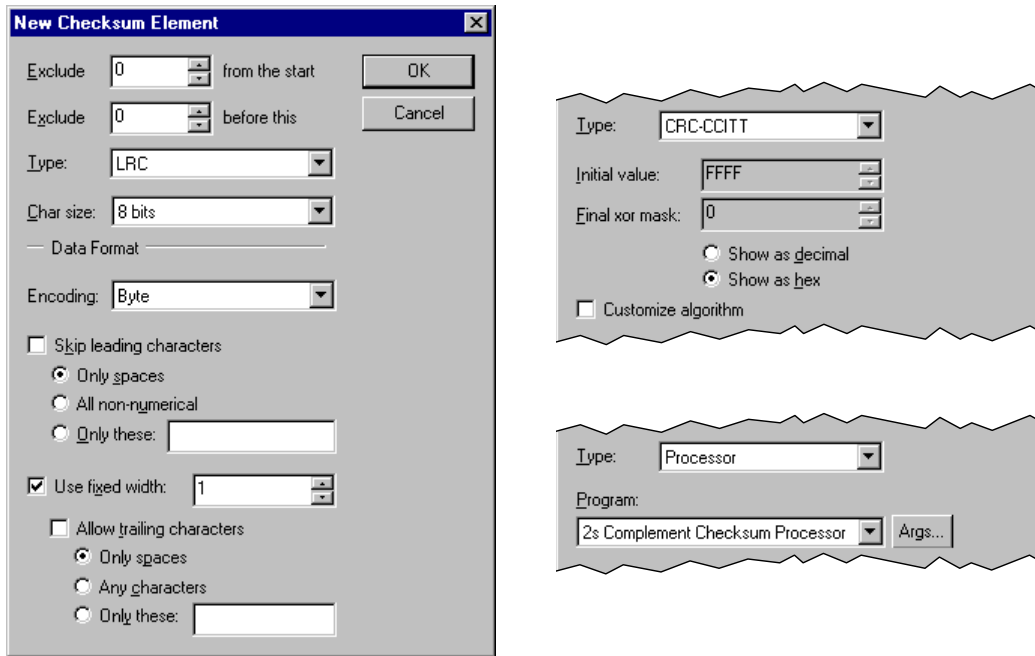 New Checksum Element
Exclude 0 from the start
OK
Exclude 0 before this
Cancel
Type: LRC
Char size: 8 bits
Data Format
Encoding: Byte
Skip leading characters
Only spaces
All non-numerical
Only these:
Use fixed width: 1
Allow trailing characters
Only spaces
Any characters
Only these:
Type: CRC-CCITT
Initial value: FFFF
Final xor mask: 0
Show as decimal
Show as hex
Customize algorithm
Type: Processor
Program:
2s Complement Checksum Processor Args...